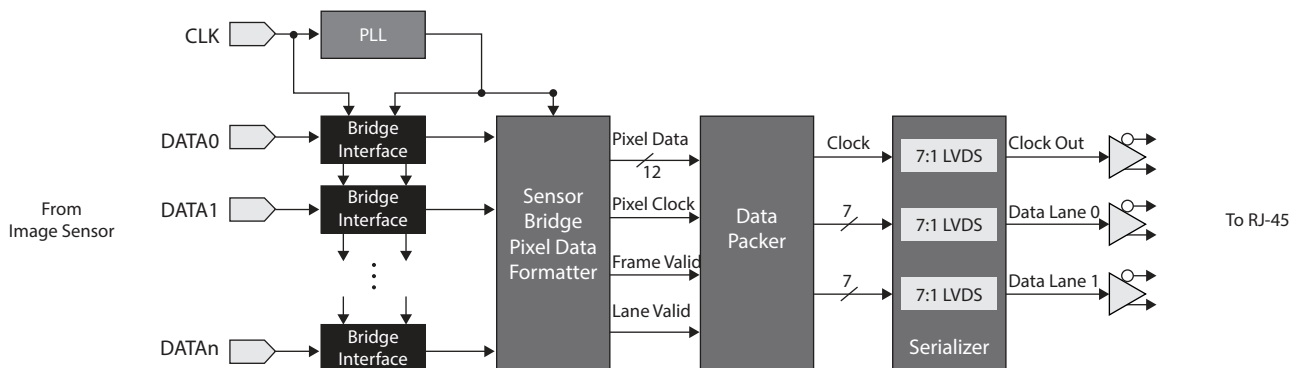 CLK
PLL
DATA0
Bridge
Interface
DATA1
Bridge
Interface
DATAn
Bridge
Interface
From
Image Sensor
Sensor
Bridge
Pixel Data
Formatter
Pixel Data
12
Pixel Clock
Frame Valid
Lane Valid
Data
Packer
Clock
7
7
7:1 LVDS
7:1 LVDS
7:1 LVDS
Serializer
Clock Out
Data Lane 0
Data Lane 1
To RJ-45